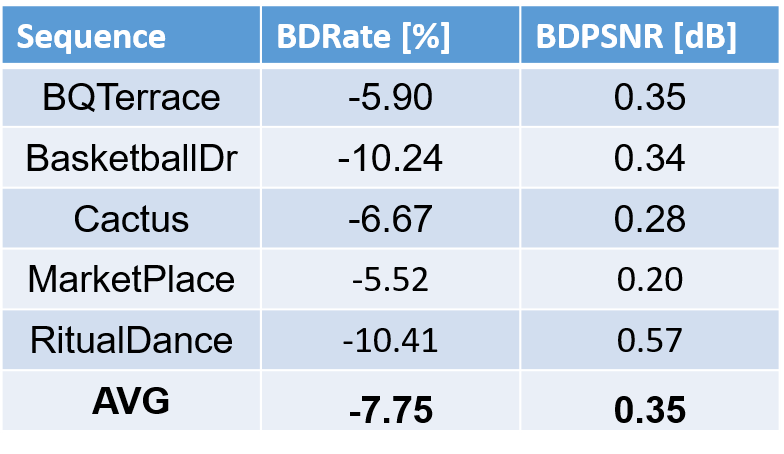 Sequence BDRate [%] BDPSNR [dB]
BQTerrace -5.90 0.35
BasketballDr -10.24 0.34
Cactus -6.67 0.28
MarketPlace -5.52 0.20
RitualDance -10.41 0.57
AVG -7.75 0.35